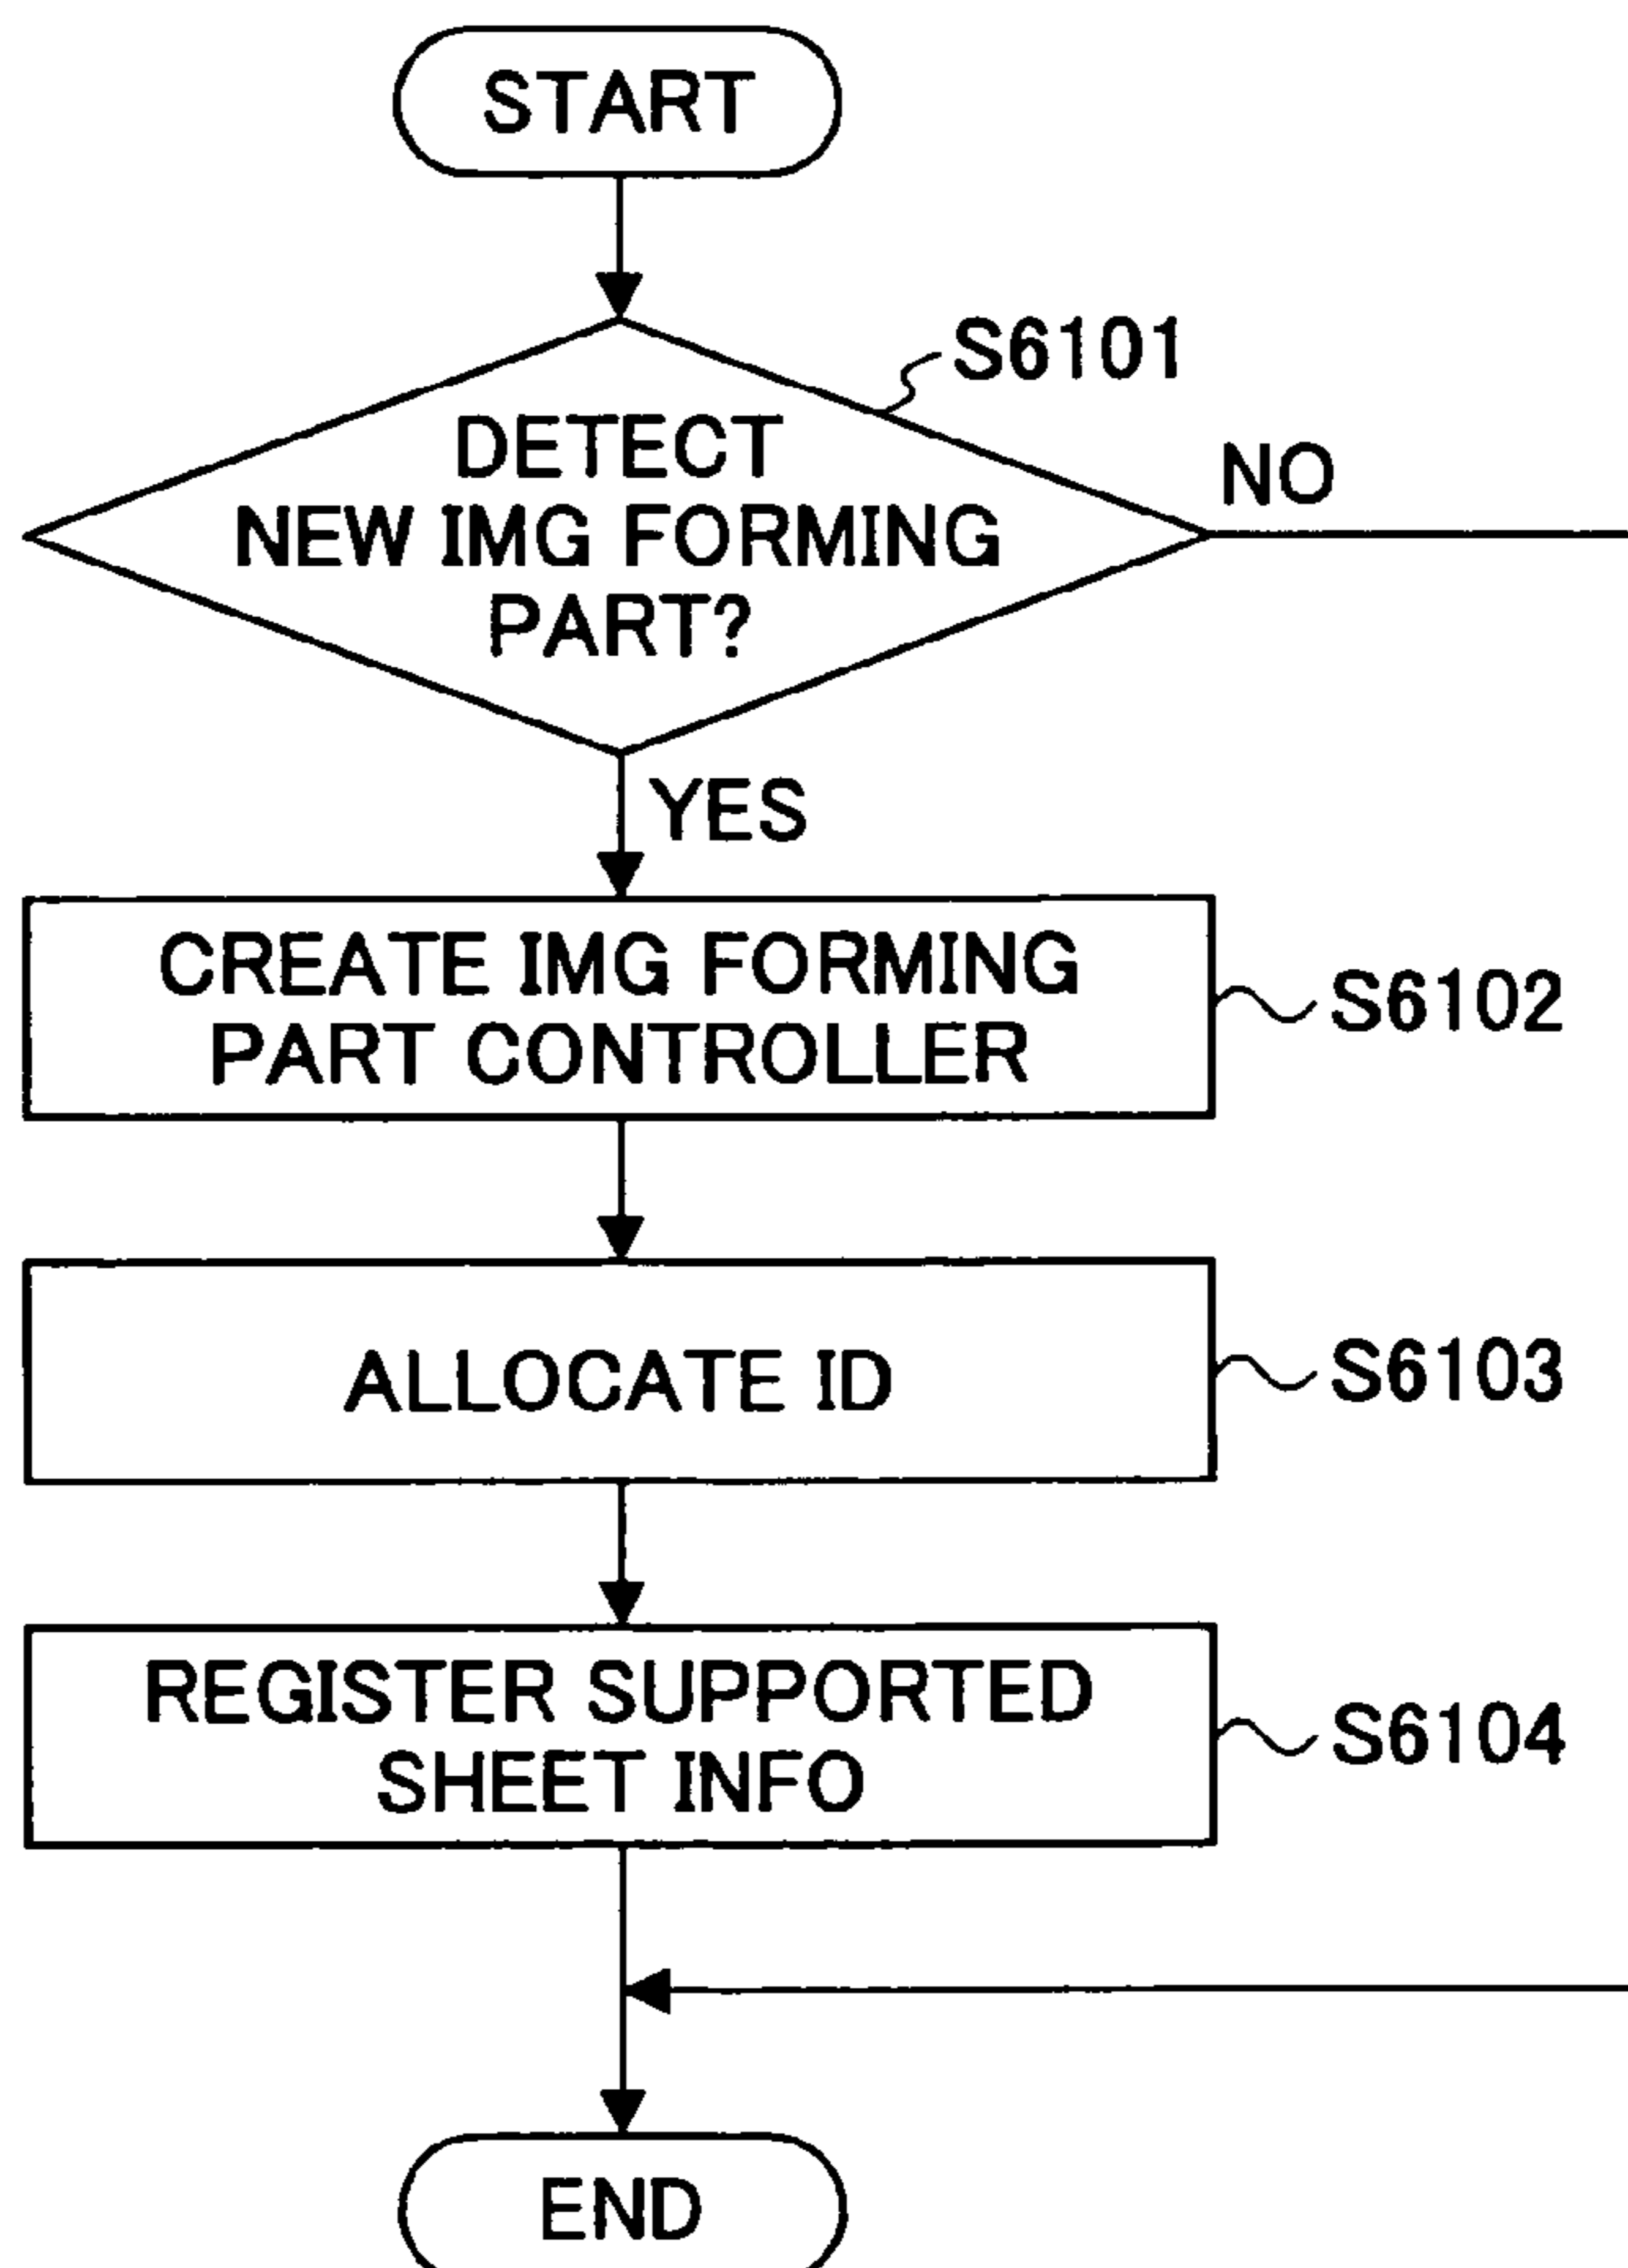 START
S6101
DETECT
NEW IMG FORMING
PART?
NO
YES
CREATE IMG FORMING
PART CONTROLLER
S6102
ALLOCATE ID
S6103
REGISTER SUPPORTED
SHEET INFO
S6104
END